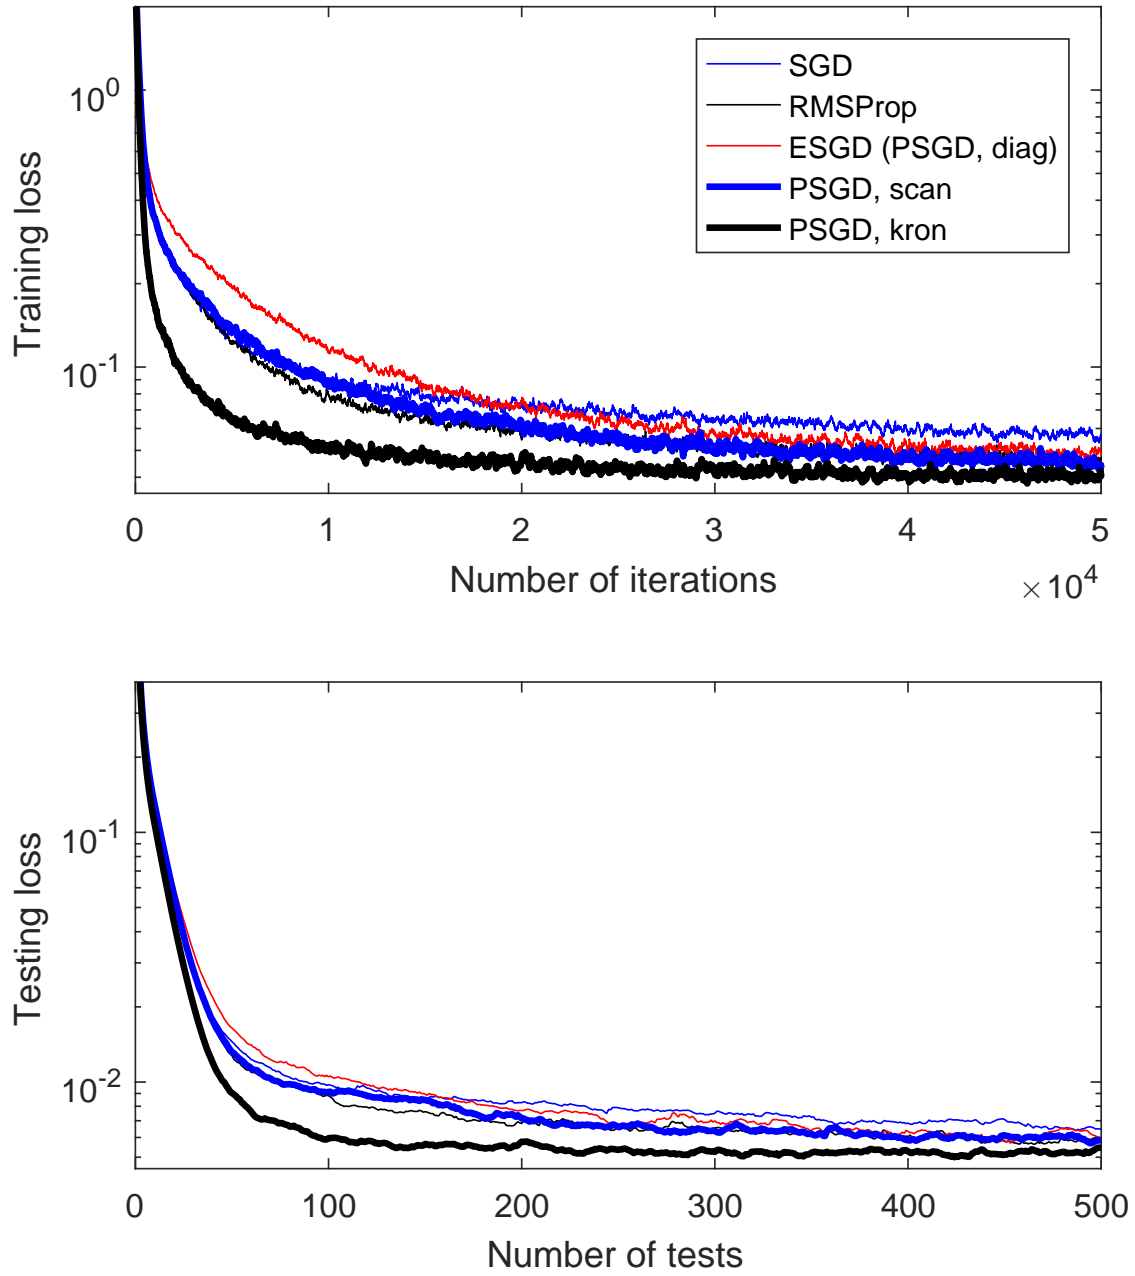 Training loss
10^0
10^-1
SGD
RMSProp
ESGD (PSGD, diag)
PSGD, scan
PSGD, kron
0 1 2 3 4 5
Number of iterations
×10^4
Testing loss
10^-1
10^-2
0 100 200 300 400 500
Number of tests